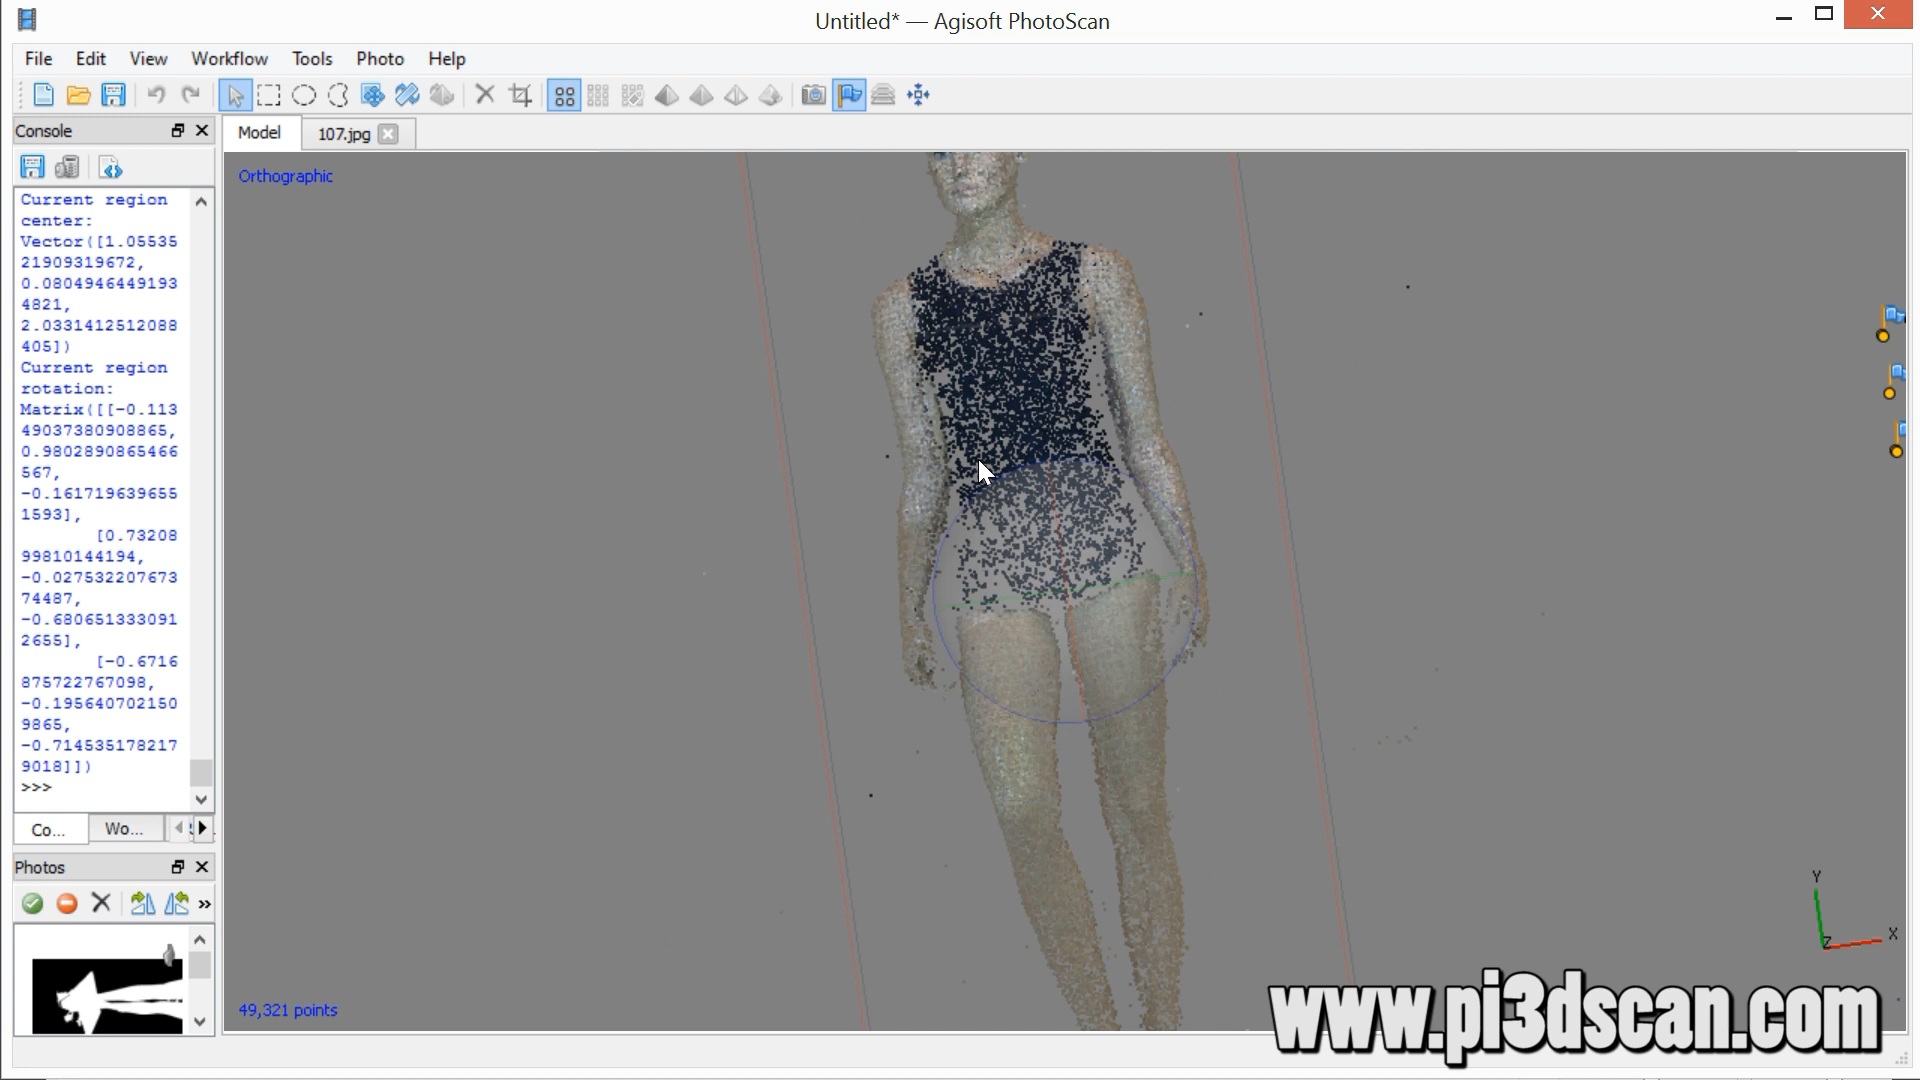 Untitled* — Agisoft PhotoScan
File Edit View Workflow Tools Photo Help
Console
Model 107.jpg
Orthographic
Current region
center:
Vector([1.05535
21909319672,
0.0804946449193
4821,
2.0331412512088
405])
Current region
rotation:
Matrix([[-0.113
49037380908865,
0.9802890865466
567,
-0.161719639655
1593],
[0.73208
99810144194,
-0.027532207673
74487,
-0.680651333091
2655],
[-0.6716
875722767098,
-0.195640702150
9865,
-0.714535178217
9018]])
>>>
Co... Wo...
Photos
49,321 points
Y
X
Z
www.pi3dscan.com